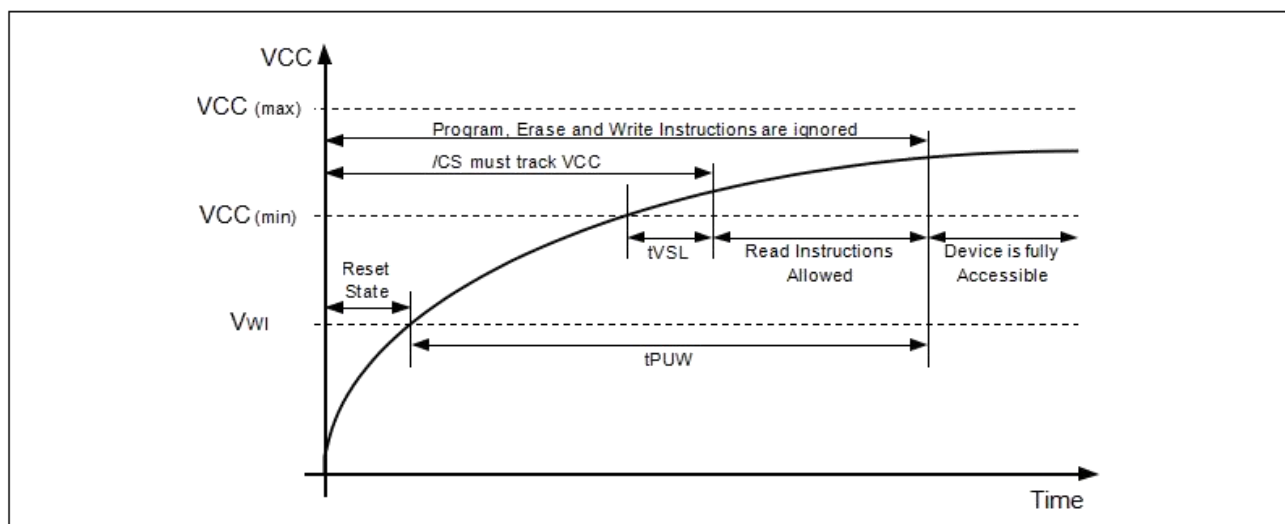 VCC
VCC (max)
Program, Erase and Write Instructions are ignored
/CS must track VCC
VCC (min)
tVSL
Read Instructions
Allowed
Device is fully
Accessible
Reset
State
VWI
tPUW
Time